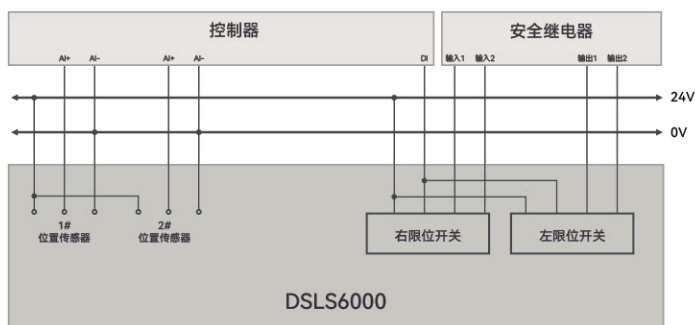 控制器
安全继电器
AI+ AI- AI+ AI- DI 输入1 输入2 输出1 输出2
24V
0V
1# 2#
位置传感器 位置传感器
右限位开关 左限位开关
DSLS6000